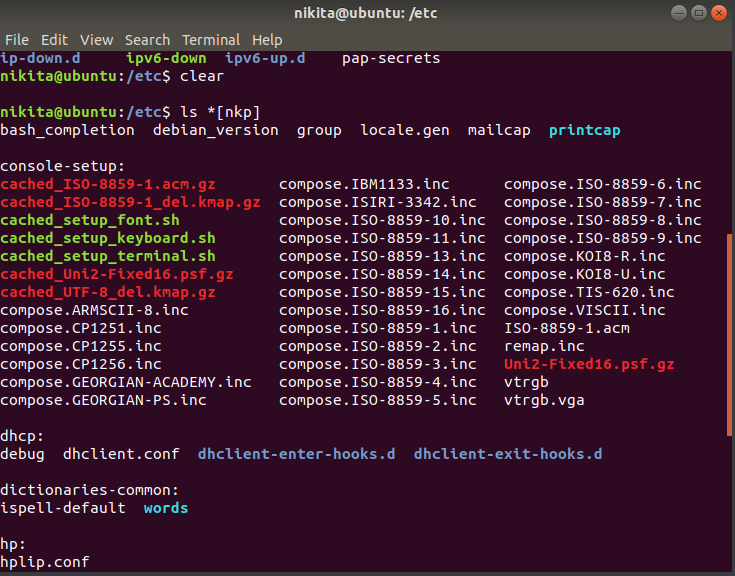 nikita@ubuntu: /etc
File Edit View Search Terminal Help
ip-down.d ipv6-down ipv6-up.d pap-secrets
nikita@ubuntu:/etc$ clear
nikita@ubuntu:/etc$ ls *[nkp]
bash_completion debian_version group locale.gen mailcap printcap
console-setup:
cached_ISO-8859-1.acm.gz compose.IBM1133.inc compose.ISO-8859-6.inc
cached_ISO-8859-1_del.kmap.gz compose.ISIRI-3342.inc compose.ISO-8859-7.inc
cached_setup_font.sh compose.ISO-8859-10.inc compose.ISO-8859-8.inc
cached_setup_keyboard.sh compose.ISO-8859-11.inc compose.ISO-8859-9.inc
cached_setup_terminal.sh compose.ISO-8859-13.inc compose.KOI8-R.inc
cached_Uni2-Fixed16.psf.gz compose.ISO-8859-14.inc compose.KOI8-U.inc
cached_UTF-8_del.kmap.gz compose.ISO-8859-15.inc compose.TIS-620.inc
compose.ARMSCII-8.inc compose.ISO-8859-16.inc compose.VISCII.inc
compose.CP1251.inc compose.ISO-8859-1.inc ISO-8859-1.acm
compose.CP1255.inc compose.ISO-8859-2.inc remap.inc
compose.CP1256.inc compose.ISO-8859-3.inc Uni2-Fixed16.psf.gz
compose.GEORGIAN-ACADEMY.inc compose.ISO-8859-4.inc vtrgb
compose.GEORGIAN-PS.inc compose.ISO-8859-5.inc vtrgb.vga
dhcp:
debug dhclient.conf dhclient-enter-hooks.d dhclient-exit-hooks.d
dictionaries-common:
ispell-default words
hp:
hplip.conf